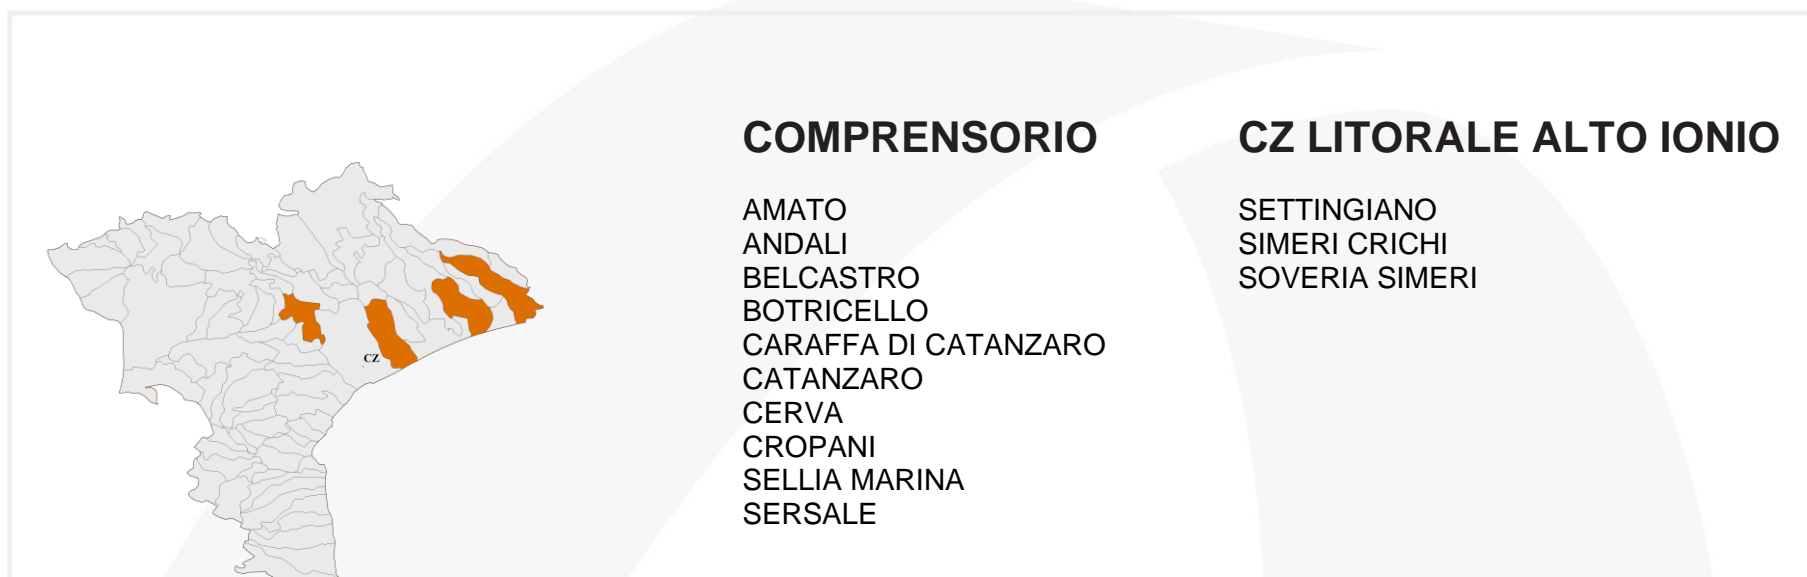 COMPRENSORIO CZ LITORALE ALTO IONIO
AMATO
ANDALI
BELCASTRO
BOTRICELLO
CARAFFA DI CATANZARO
CATANZARO
CERVA
CROPANI
SELLIA MARINA
SERSALE
SETTINGIANO
SIMERI CRICHI
SOVERIA SIMERI
CZ